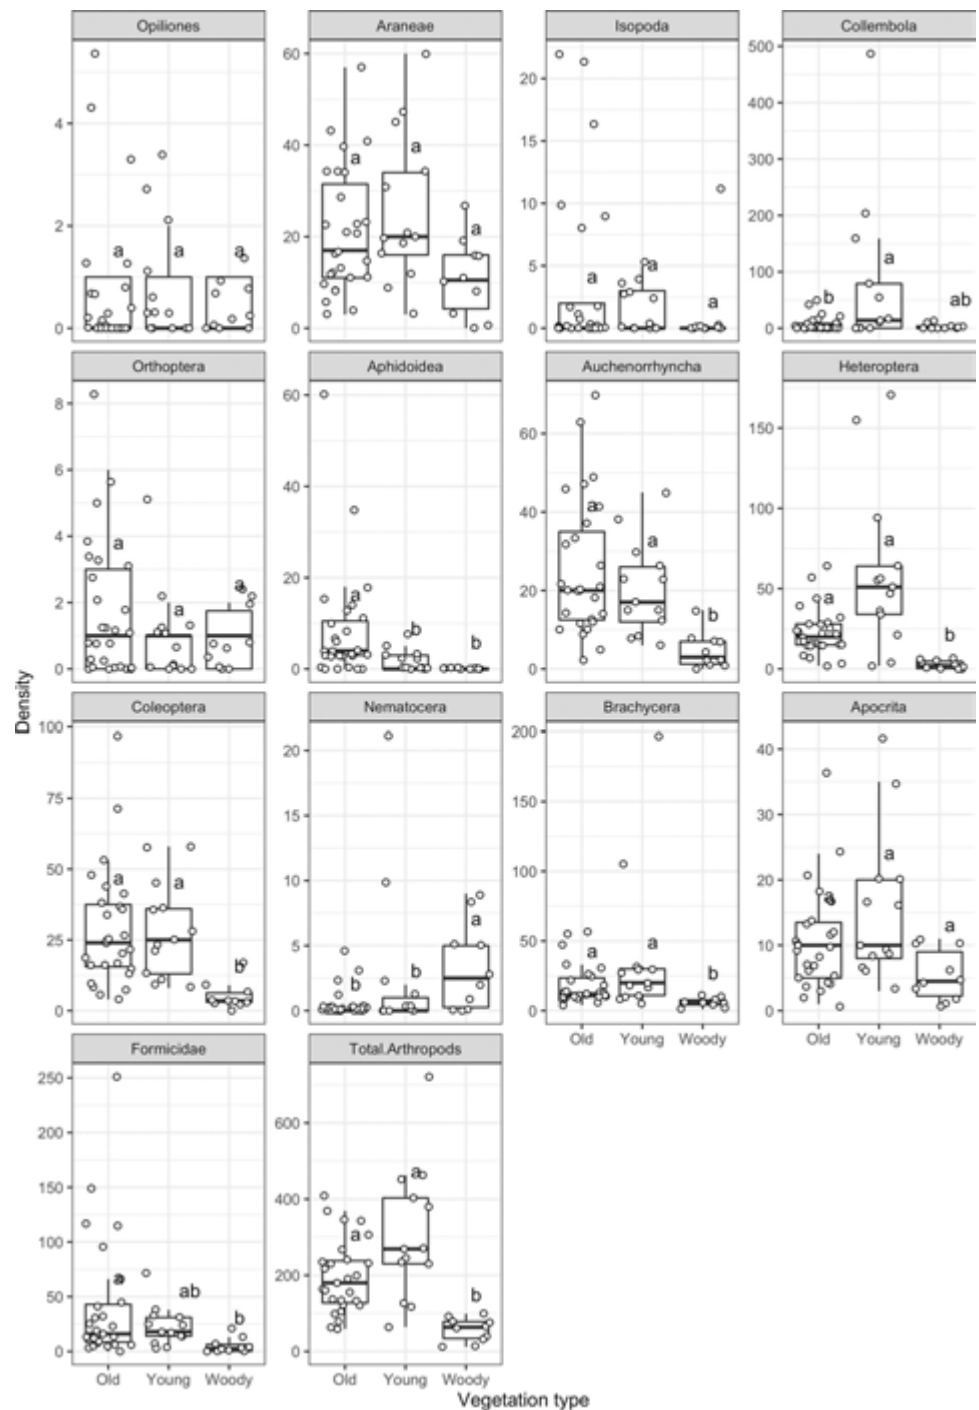 Opiliones
Araneae
Isopoda
Collembola
4
2
0
a
a
a
60
40
20
0
a
a
a
20
15
10
5
0
a
a
a
500
400
300
200
100
0
b
a
ab
Orthoptera
Aphidoidea
Auchenorrhyncha
Heteroptera
8
6
4
2
0
a
a
a
60
40
20
0
a
b
b
60
40
20
0
a
a
b
150
100
50
0
a
a
b
Density
Coleoptera
Nematocera
Brachycera
Apocrita
100
75
50
25
0
a
a
b
20
15
10
5
0
b
b
a
200
150
100
50
0
a
a
b
40
30
20
10
0
a
a
a
Old Young Woody
Old Young Woody
Formicidae
Total.Arthropods
250
200
150
100
50
0
a
ab
b
600
400
200
0
a
a
b
Old Young Woody
Old Young Woody
Vegetation type